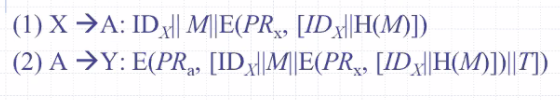 (1) X →A: ID_X|| M||E(PR_x, [ID_X||H(M)])
(2) A →Y: E(PR_a, [ID_X||M||E(PR_x, [ID_X||H(M)])||T])